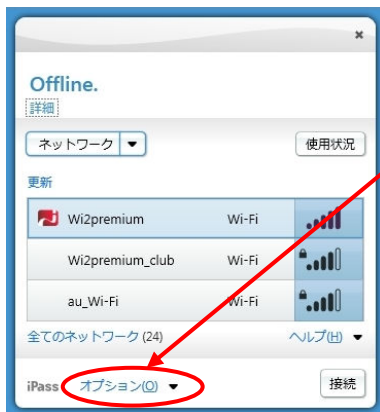 Offline.
詳細
ネットワーク 使用状況
更新
Wi2premium Wi-Fi
Wi2premium_club Wi-Fi
au_Wi-Fi Wi-Fi
全てのネットワーク (24) ヘルプ(H)
iPass オプション(O) 接続